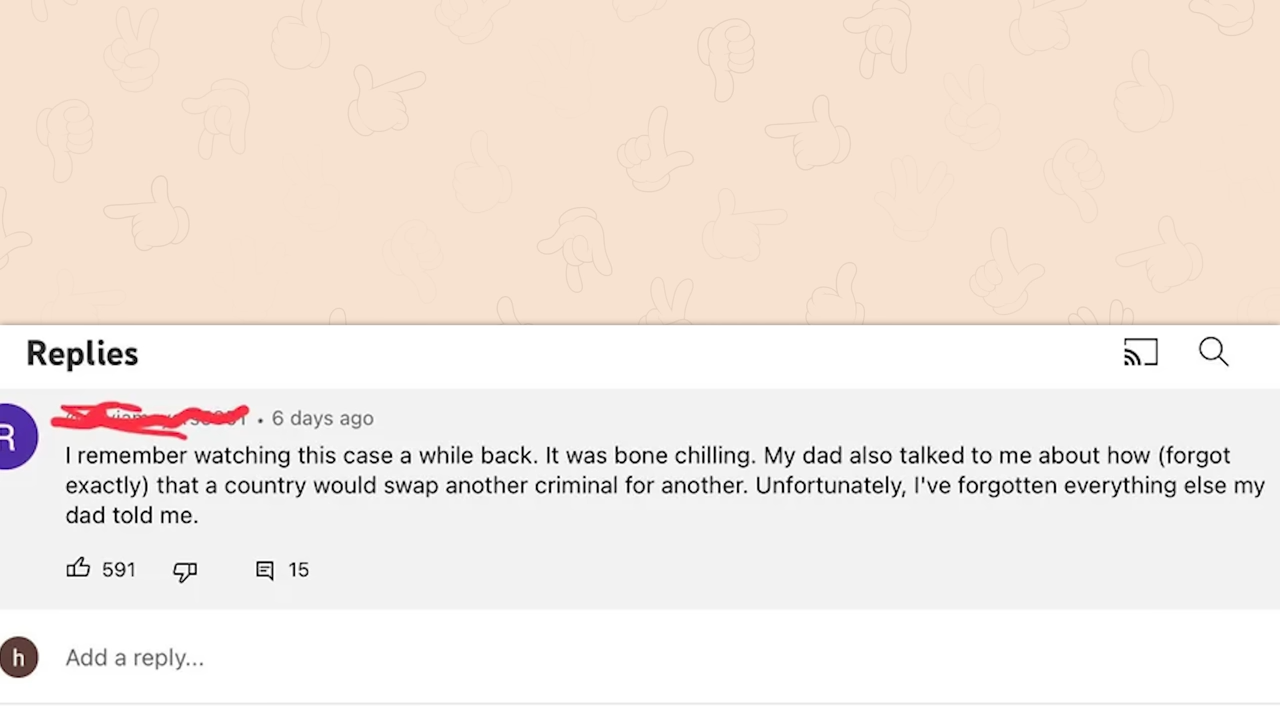 Replies
R
• 6 days ago
I remember watching this case a while back. It was bone chilling. My dad also talked to me about how (forgot
exactly) that a country would swap another criminal for another. Unfortunately, I've forgotten everything else my
dad told me.
591 15
h Add a reply...